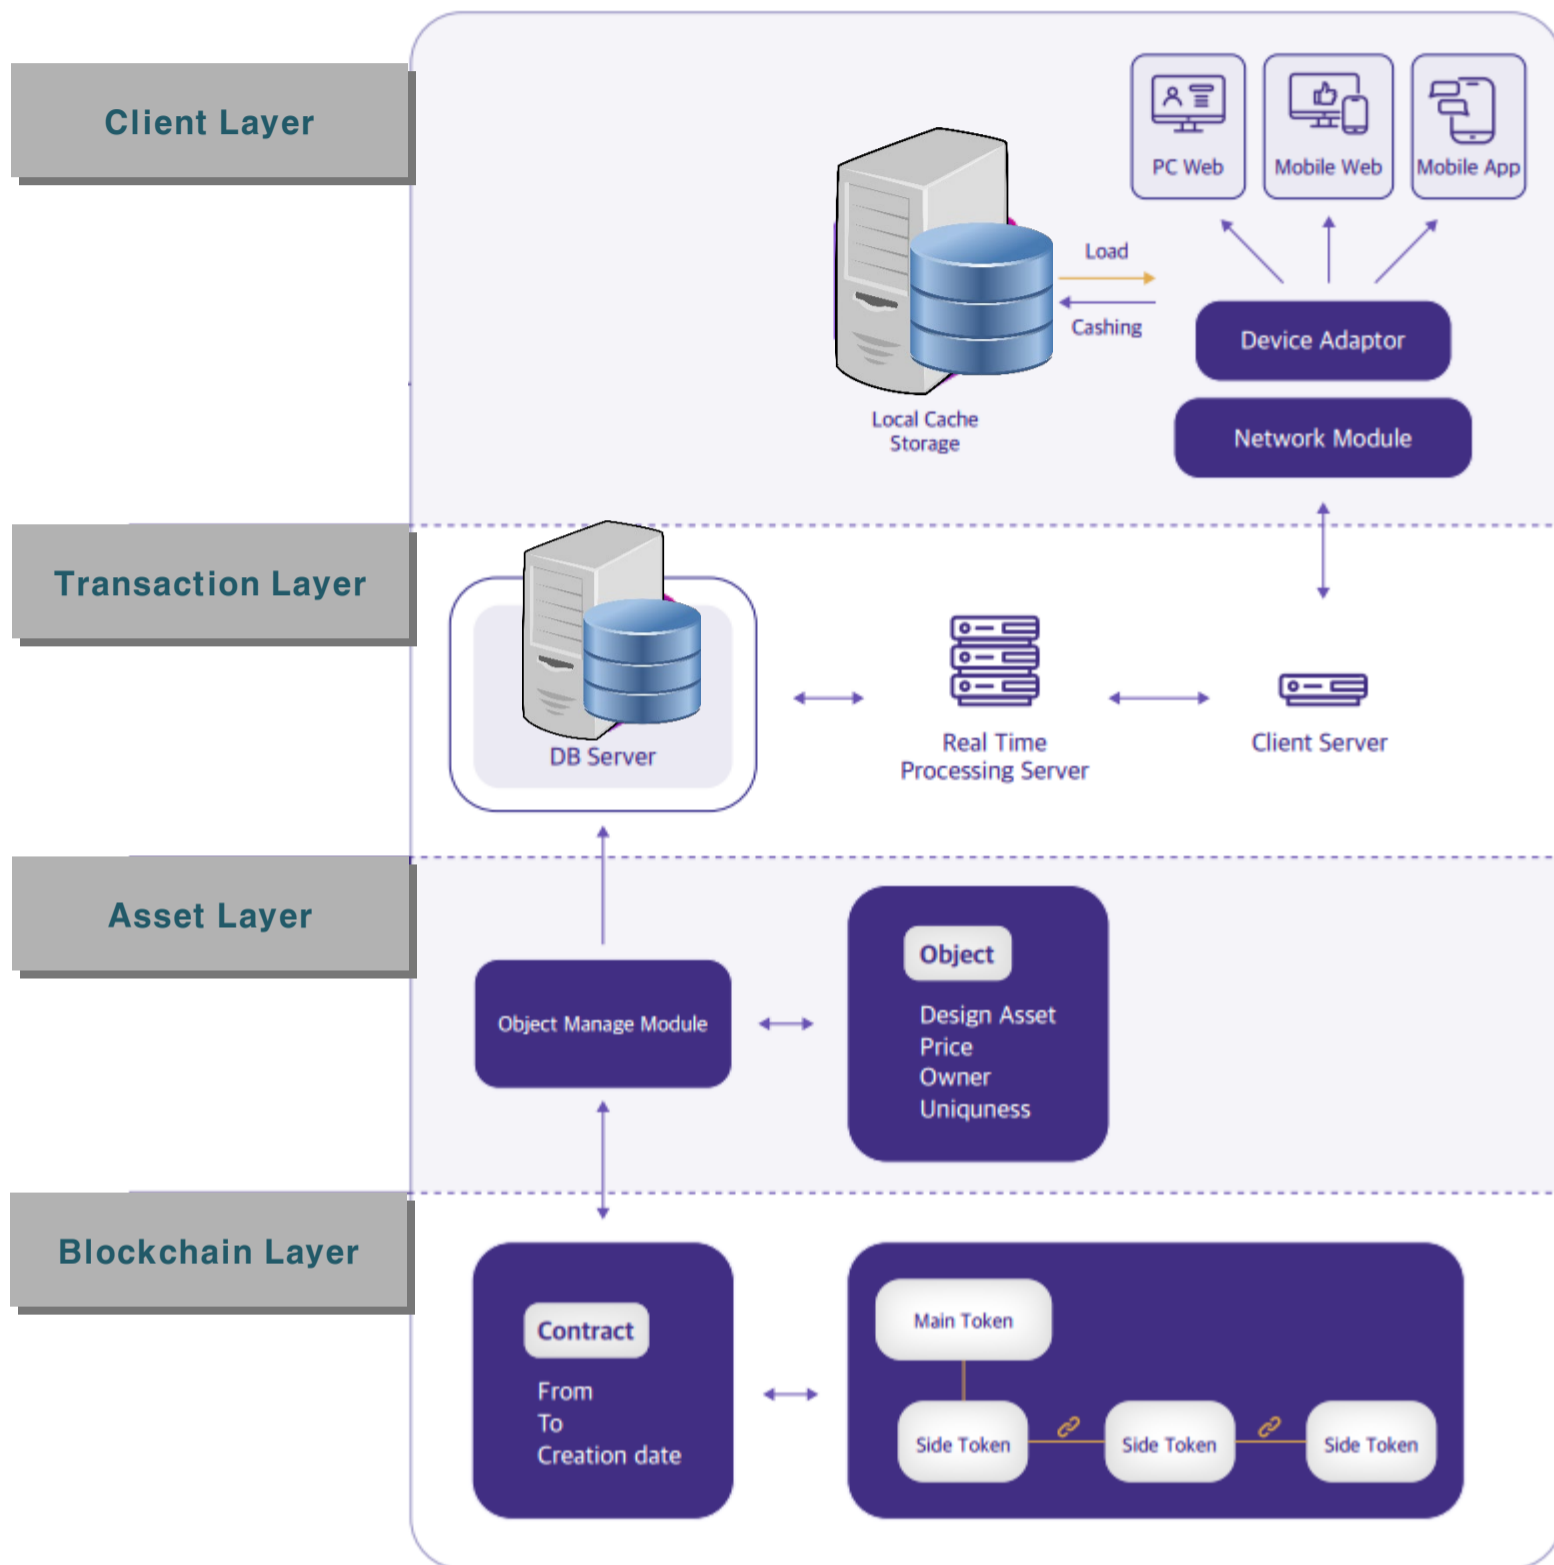 Client Layer
PC Web
Mobile Web
Mobile App
Load
Cashing
Device Adaptor
Local Cache
Storage
Network Module
Transaction Layer
DB Server
Real Time
Processing Server
Client Server
Asset Layer
Object Manage Module
Object
Design Asset
Price
Owner
Uniquness
Blockchain Layer
Contract
From
To
Creation date
Main Token
Side Token
Side Token
Side Token